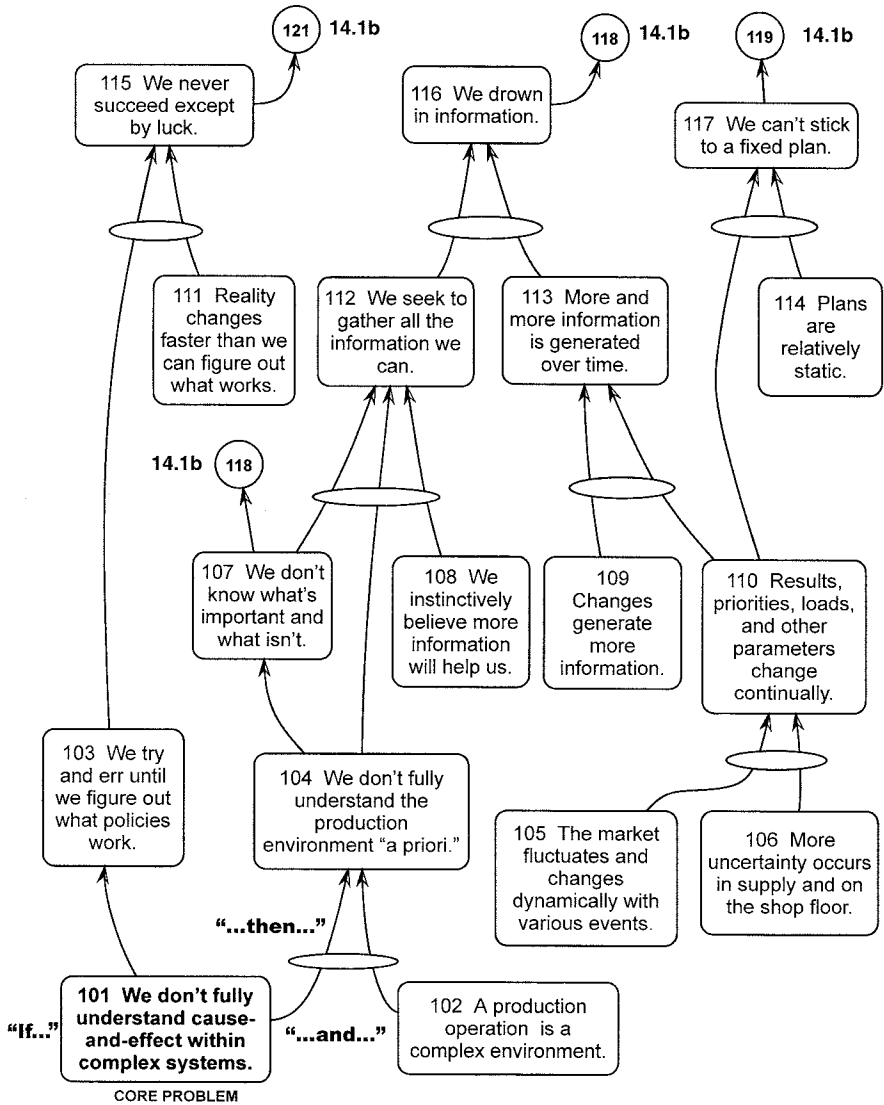 121 14.1b
118 14.1b
119 14.1b
115 We never
succeed except
by luck.
116 We drown
in information.
117 We can't stick
to a fixed plan.
111 Reality
changes
faster than we
can figure out
what works.
112 We seek to
gather all the
information we
can.
113 More and
more information
is generated
over time.
114 Plans
are
relatively
static.
14.1b 118
107 We don't
know what's
important and
what isn't.
108 We
instinctively
believe more
information
will help us.
109
Changes
generate
more
information.
110 Results,
priorities, loads,
and other
parameters
change
continually.
103 We try
and err until
we figure out
what policies
work.
104 We don't fully
understand the
production
environment “a priori.”
105 The market
fluctuates and
changes
dynamically with
various events.
106 More
uncertainty occurs
in supply and on
the shop floor.
“...then...”
“If...”
101 We don't fully
understand cause-
and-effect within
complex systems.
“...and...”
102 A production
operation is a
complex environment.
CORE PROBLEM